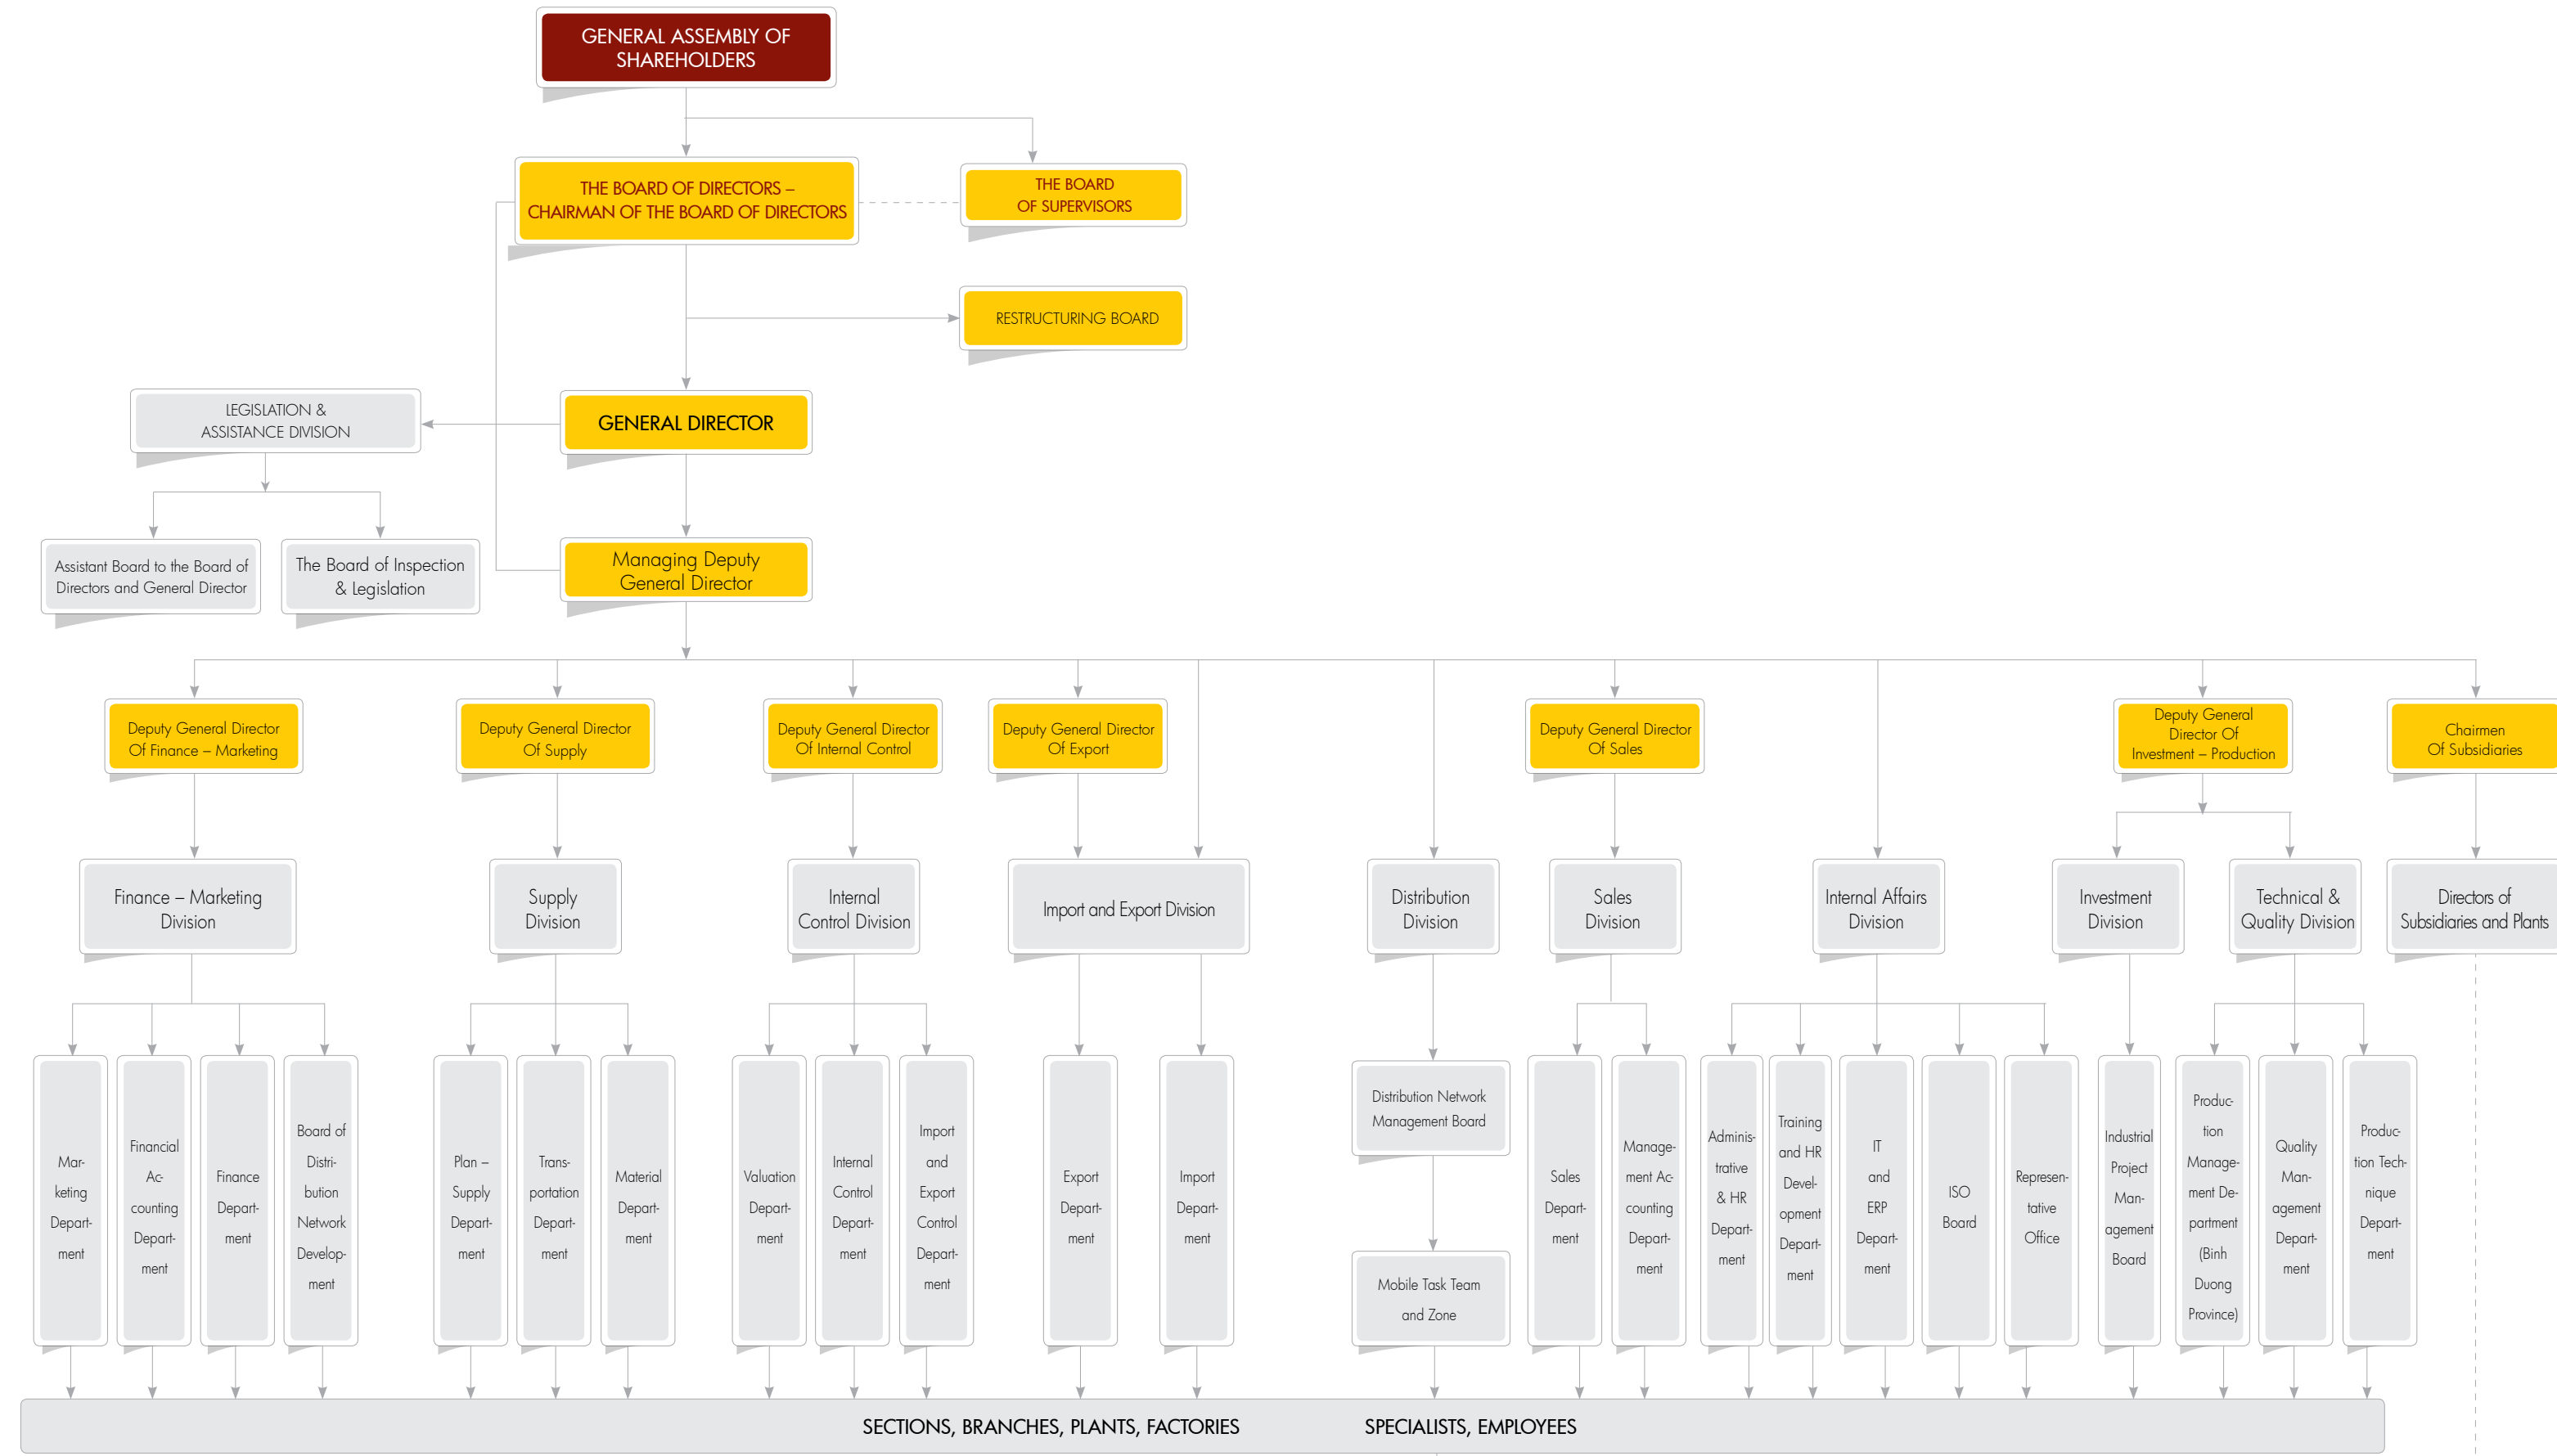 GENERAL ASSEMBLY OF
SHAREHOLDERS
THE BOARD OF DIRECTORS –
CHAIRMAN OF THE BOARD OF DIRECTORS
THE BOARD
OF SUPERVISORS
RESTRUCTURING BOARD
LEGISLATION &
ASSISTANCE DIVISION
GENERAL DIRECTOR
Assistant Board to the Board of
Directors and General Director
The Board of Inspection
& Legislation
Managing Deputy
General Director
Deputy General Director
Of Finance – Marketing
Deputy General Director
Of Supply
Deputy General Director
Of Internal Control
Deputy General Director
Of Export
Deputy General Director
Of Sales
Deputy General
Director Of
Investment – Production
Chairmen
Of Subsidiaries
Finance – Marketing
Division
Supply
Division
Internal
Control Division
Import and Export Division
Distribution
Division
Sales
Division
Internal Affairs
Division
Investment
Division
Technical &
Quality Division
Directors of
Subsidiaries and Plants
Mar-
keting
Depart-
ment
Financial
Ac-
counting
Depart-
ment
Finance
Depart-
ment
Board of
Distri-
bution
Network
Develop-
ment
Plan –
Supply
Depart-
ment
Trans-
portation
Depart-
ment
Material
Depart-
ment
Valuation
Depart-
ment
Internal
Control
Depart-
ment
Import
and
Export
Control
Depart-
ment
Export
Depart-
ment
Import
Depart-
ment
Distribution Network
Management Board
Mobile Task Team
and Zone
Sales
Depart-
ment
Manage-
ment Ac-
counting
Depart-
ment
Adminis-
trative
& HR
Depart-
ment
Training
and HR
Devel-
opment
Depart-
ment
IT
and
ERP
Depart-
ment
ISO
Board
Represen-
tative
Office
Industrial
Project
Man-
agement
Board
Produc-
tion
Manage-
ment De-
partment
(Binh
Duong
Province)
Quality
Man-
agement
Depart-
ment
Produc-
tion Tech-
nique
Depart-
ment
SECTIONS, BRANCHES, PLANTS, FACTORIES
SPECIALISTS, EMPLOYEES